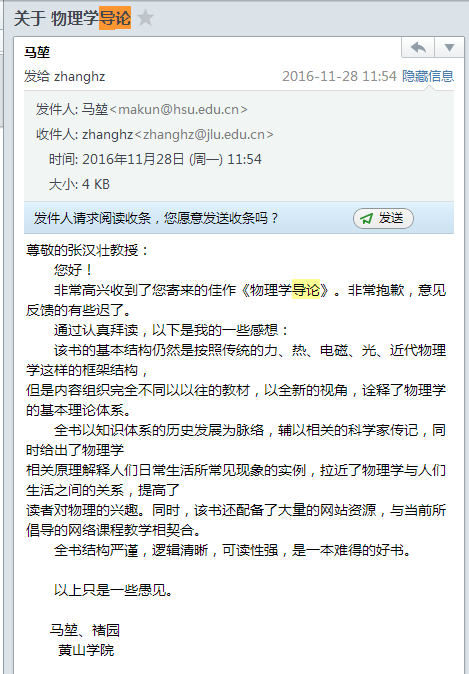 关于 物理学导论
马堃
发给 zhanghz 2016-11-28 11:54 隐藏信息
发件人: 马堃<makun@hsu.edu.cn>
收件人: zhanghz<zhanghz@jlu.edu.cn>
时间: 2016年11月28日 (周一) 11:54
大小: 4 KB
发件人请求阅读收条，您愿意发送收条吗？ 发送
尊敬的张汉壮教授：
您好！
非常高兴收到了您寄来的佳作《物理学导论》。非常抱歉，意见
反馈的有些迟了。
通过认真拜读，以下是我的一些感想：
该书的基本结构仍然是按照传统的力、热、电磁、光、近代物理
学这样的框架结构，
但是内容组织完全不同以以往的教材，以全新的视角，诠释了物理学
的基本理论体系。
全书以知识体系的历史发展为脉络，辅以相关的科学家传记，同
时给出了物理学
相关原理解释人们日常生活所常见现象的实例，拉近了物理学与人们
生活之间的关系，提高了
读者对物理的兴趣。同时，该书还配备了大量的网站资源，与当前所
倡导的网络课程教学相契合。
全书结构严谨，逻辑清晰，可读性强，是一本难得的好书。
以上只是一些愚见。
马堃、褚园
黄山学院